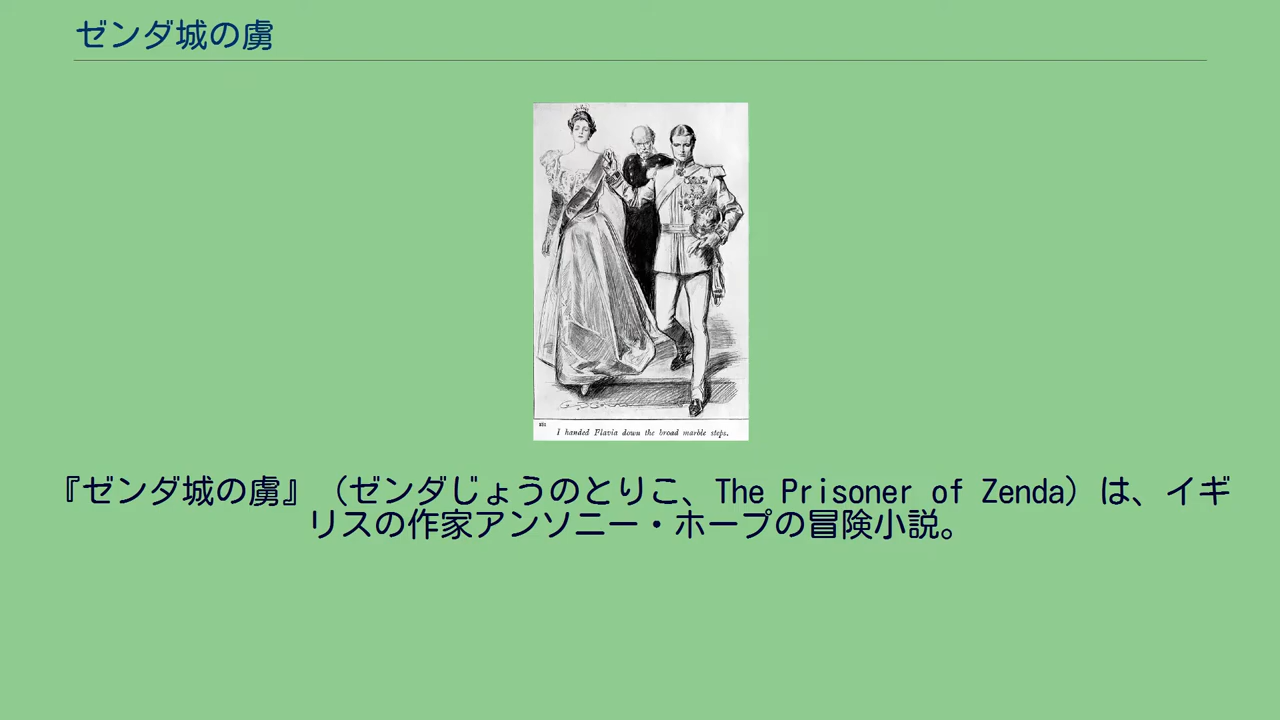 ゼンダ城の虜
I handed Flavia down the broad marble steps.
『ゼンダ城の虜』（ゼンダじょうのとりこ、The Prisoner of Zenda）は、イギ
リスの作家アンソニー・ホープの冒険小説。